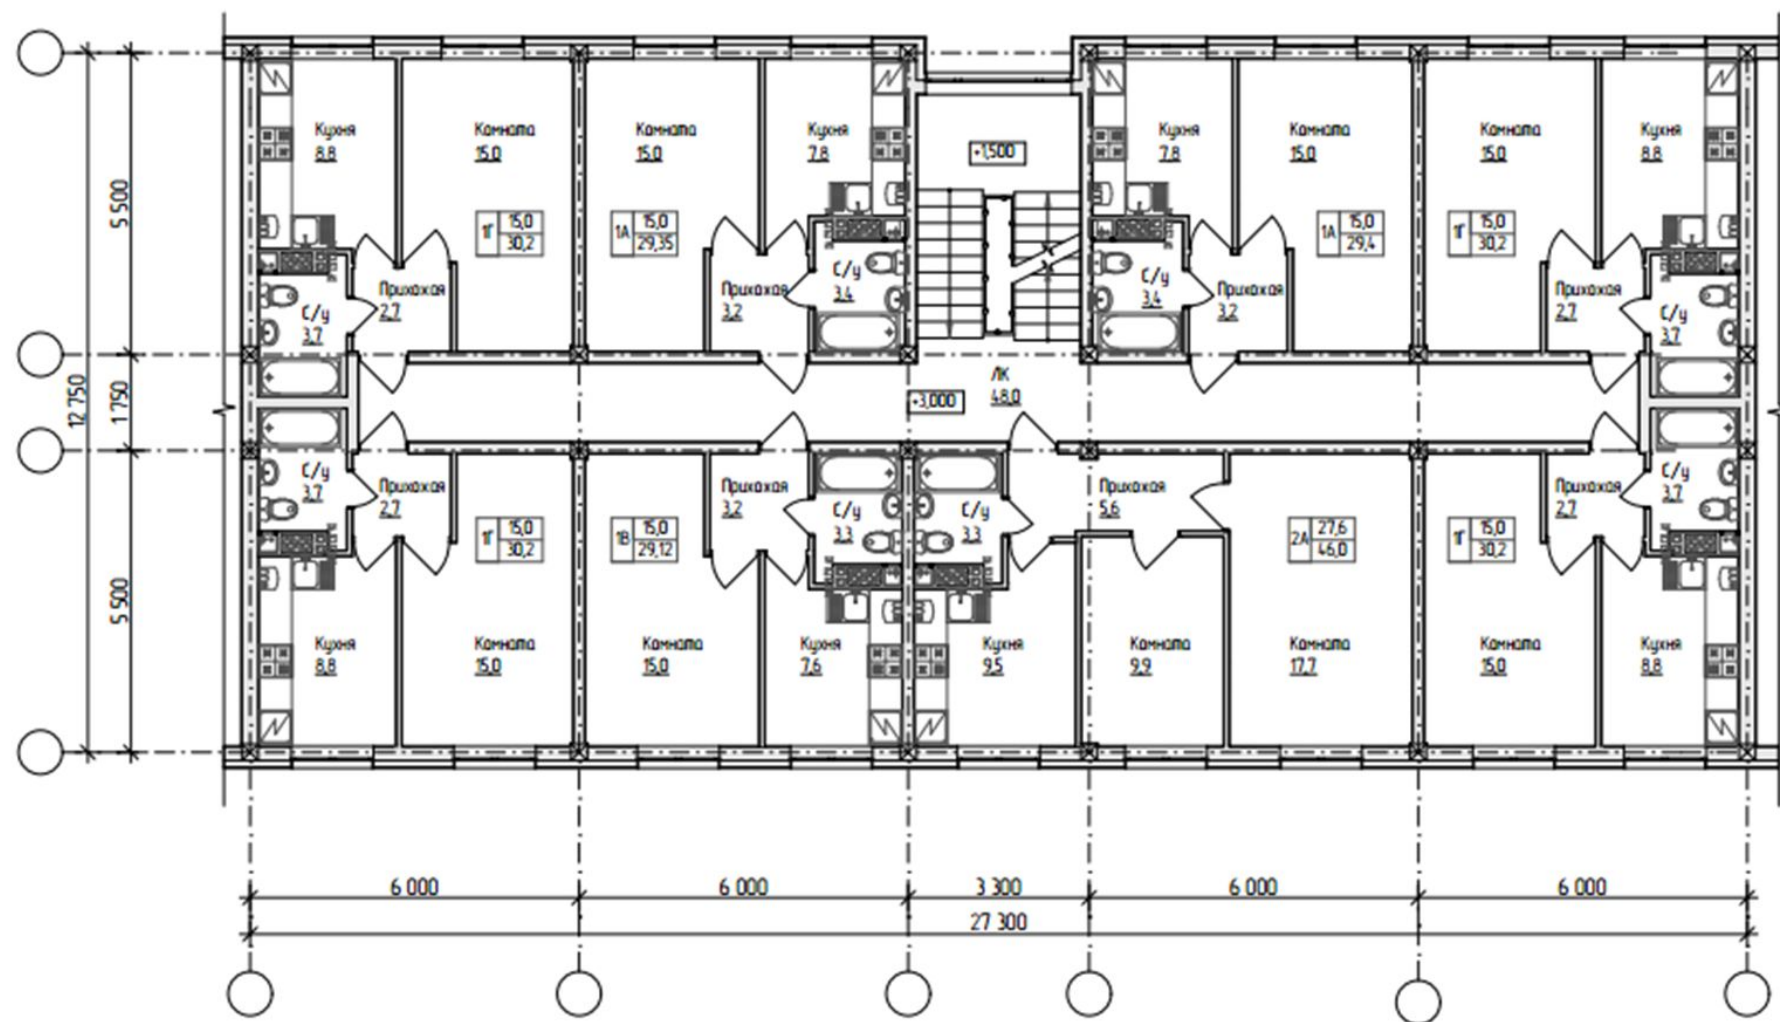 Кухня
8.8
Комната
15.0
Комната
15.0
Кухня
7.8
+1,500
Кухня
7.8
Комната
15.0
Комната
15.0
Кухня
8.8
1Г
15,0
30,2
1А
15,0
29,35
1А
15,0
29,4
1Г
15,0
30,2
С/у
3.7
Прихожая
2.7
Прихожая
3.2
С/у
3.4
С/у
3.4
Прихожая
3.2
Прихожая
2.7
С/у
3.7
ЛК
48.0
+3,000
С/у
3.7
Прихожая
2.7
Прихожая
3.2
С/у
3.3
С/у
3.3
Прихожая
5.6
Прихожая
2.7
С/у
3.7
1Г
15,0
30,2
1В
15,0
29,12
2А
27,6
46,0
1Г
15,0
30,2
Кухня
8.8
Комната
15.0
Комната
15.0
Кухня
7.6
Кухня
9.5
Комната
9.9
Комната
17.7
Комната
15.0
Кухня
8.8
5 500
1 750
5 500
12 750
6 000
6 000
3 300
6 000
6 000
27 300